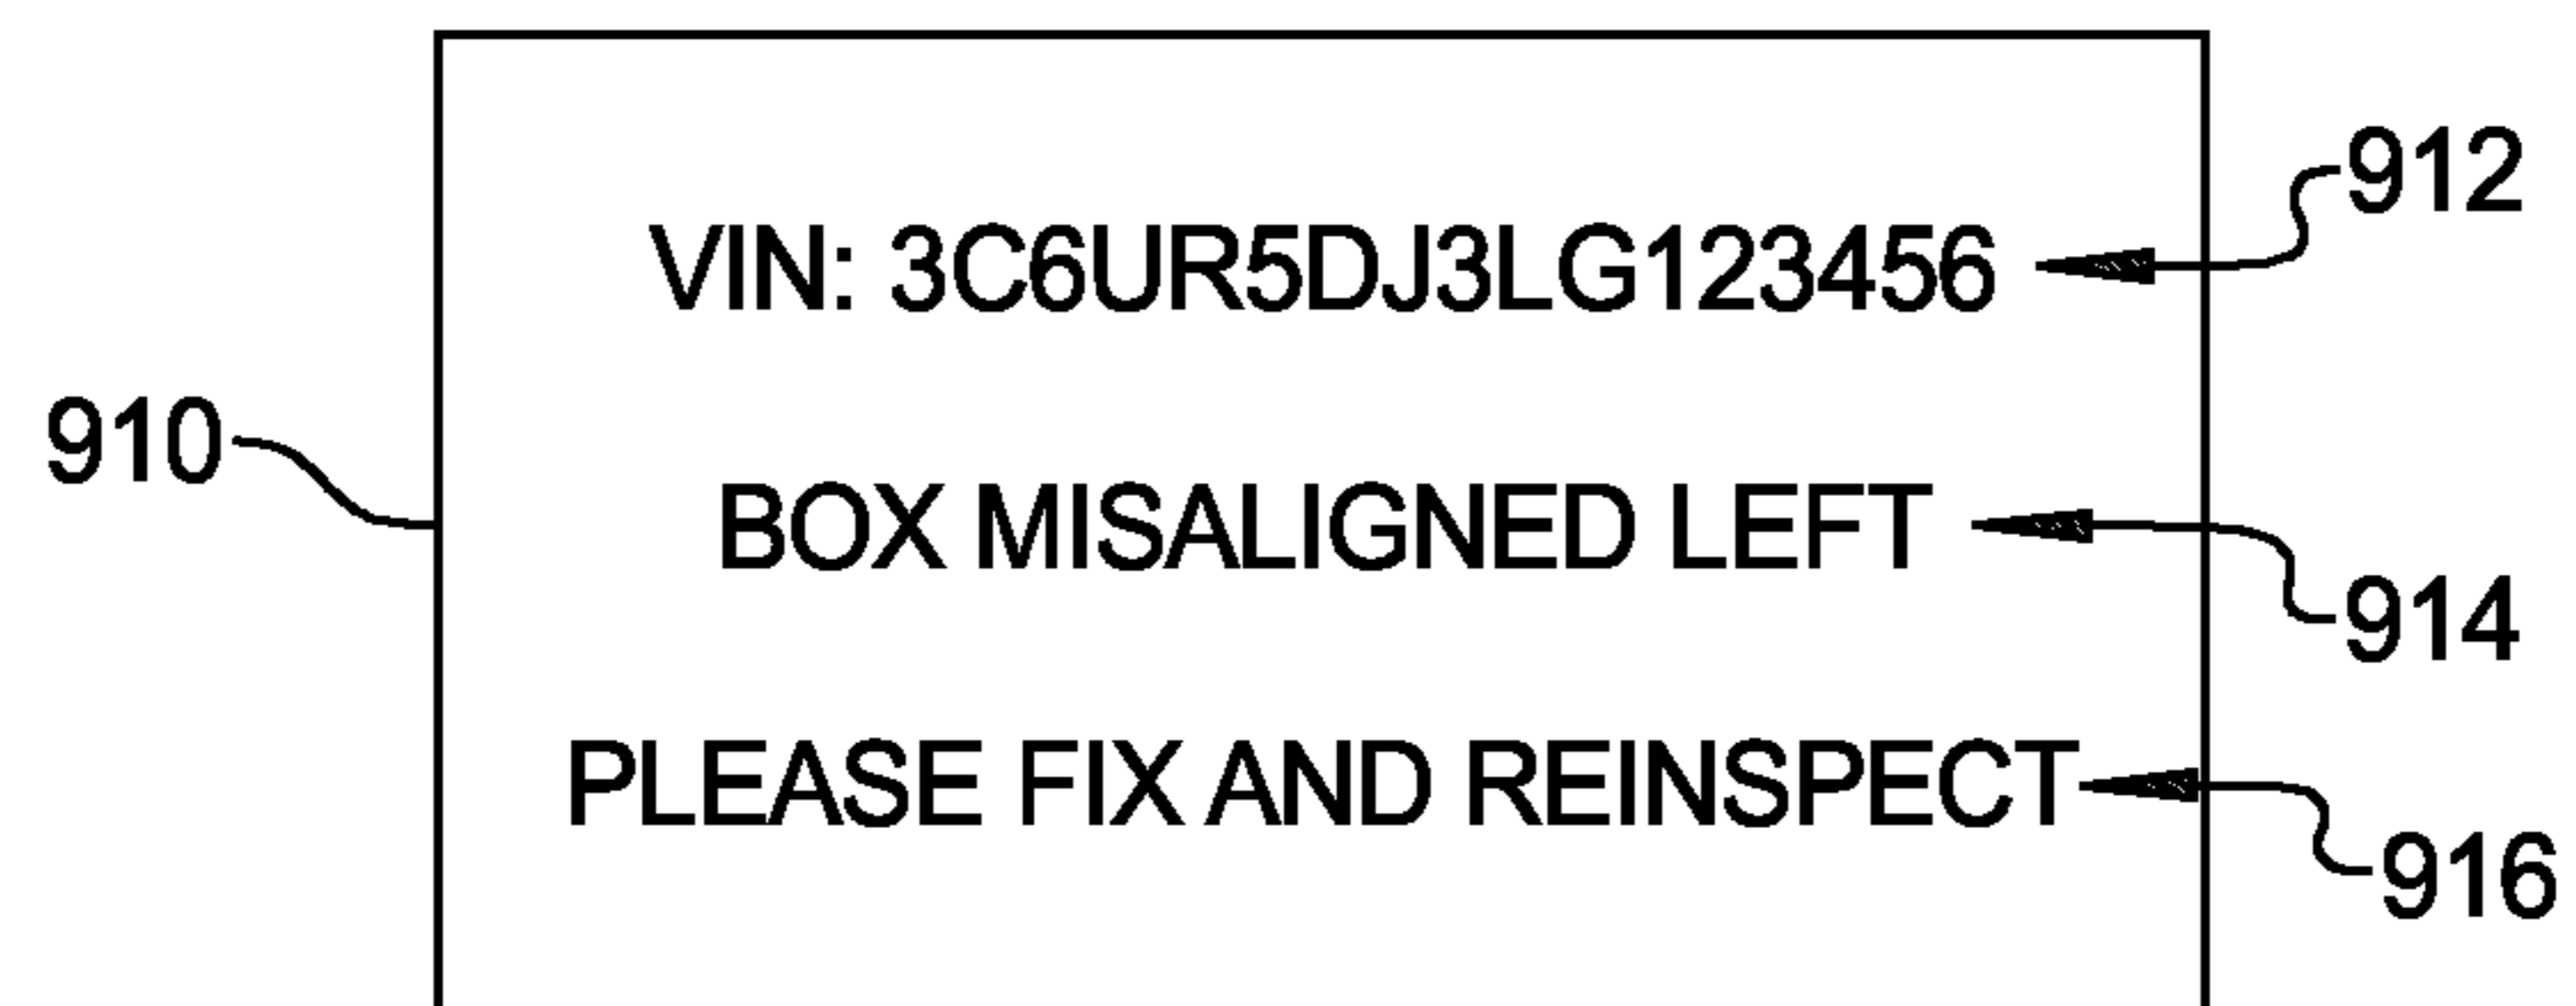 912
VIN: 3C6UR5DJ3LG123456
910
BOX MISALIGNED LEFT
914
PLEASE FIX AND REINSPECT
916